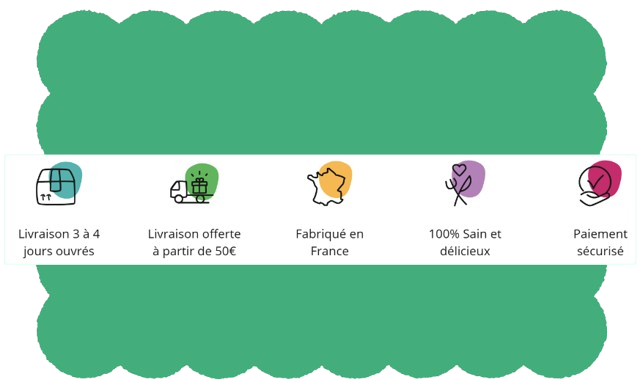 Livraison 3 à 4
jours ouvrés
Livraison offerte
à partir de 50€
Fabriqué en
France
100% Sain et
délicieux
Paiement
sécurisé